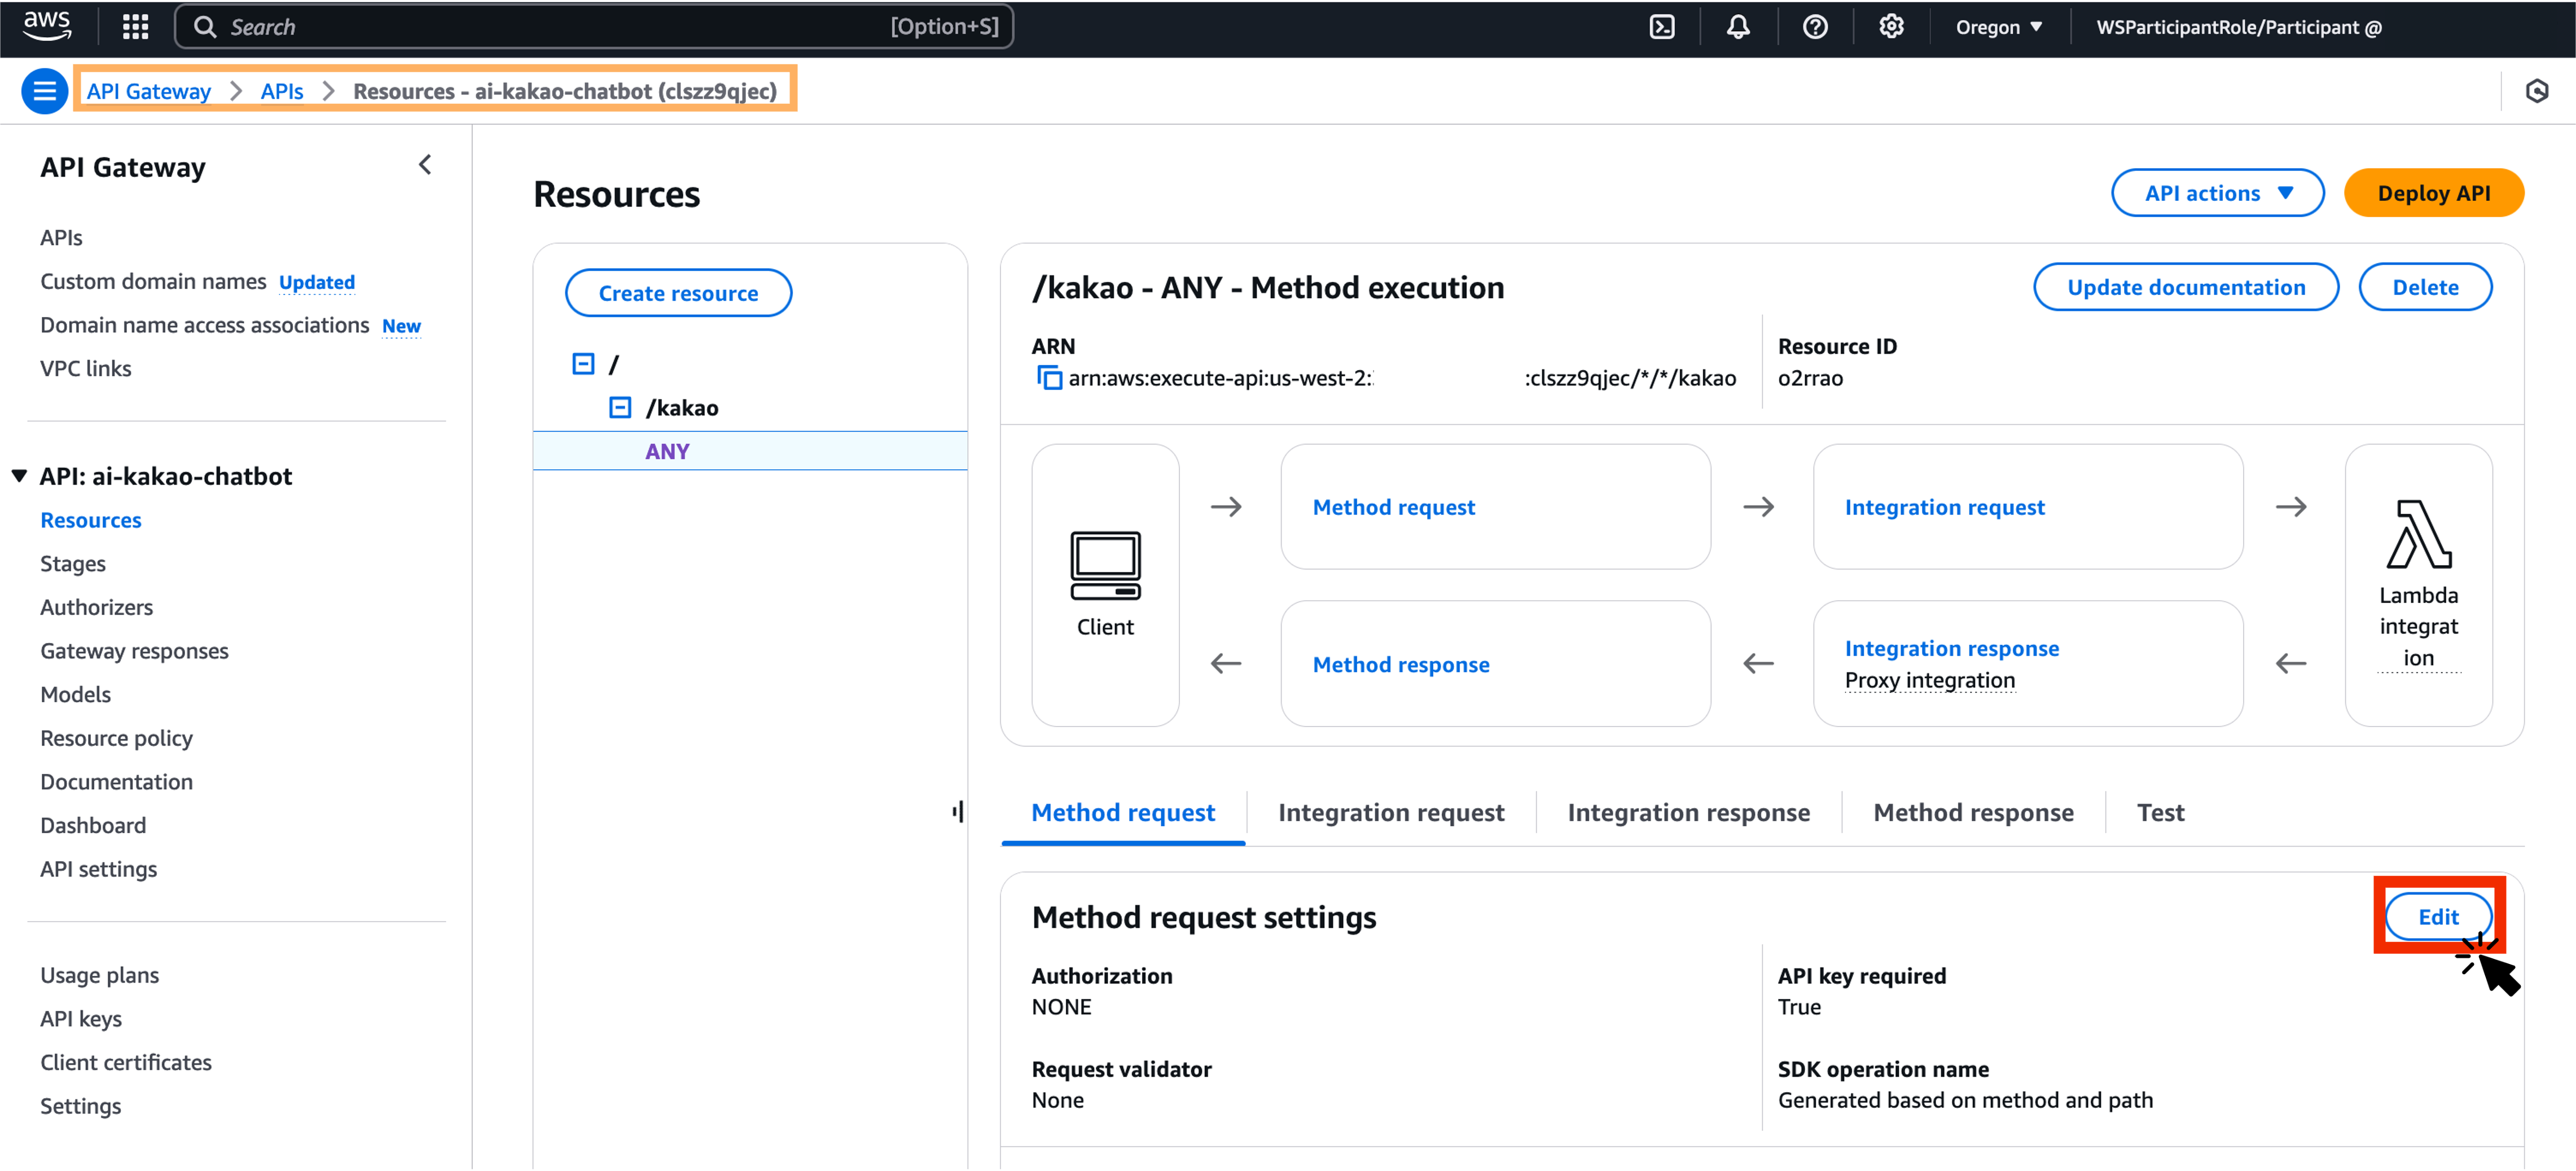 aws
Search
[Option+S]
Oregon
WSParticipantRole/Participant @
API Gateway > APIs > Resources - ai-kakao-chatbot (clszz9qjec)
API Gateway
APIs
Custom domain names Updated
Domain name access associations New
VPC links
API: ai-kakao-chatbot
Resources
Stages
Authorizers
Gateway responses
Models
Resource policy
Documentation
Dashboard
API settings
Usage plans
API keys
Client certificates
Settings
Resources
API actions
Deploy API
Create resource
/
/kakao
ANY
/kakao - ANY - Method execution
Update documentation
Delete
ARN
arn:aws:execute-api:us-west-2: :clszz9qjec/*/*/kakao
Resource ID
o2rrao
Client
Method request
Integration request
Lambda
integrat
ion
Method response
Integration response
Proxy integration
Method request
Integration request
Integration response
Method response
Test
Method request settings
Edit
Authorization
NONE
API key required
True
Request validator
None
SDK operation name
Generated based on method and path